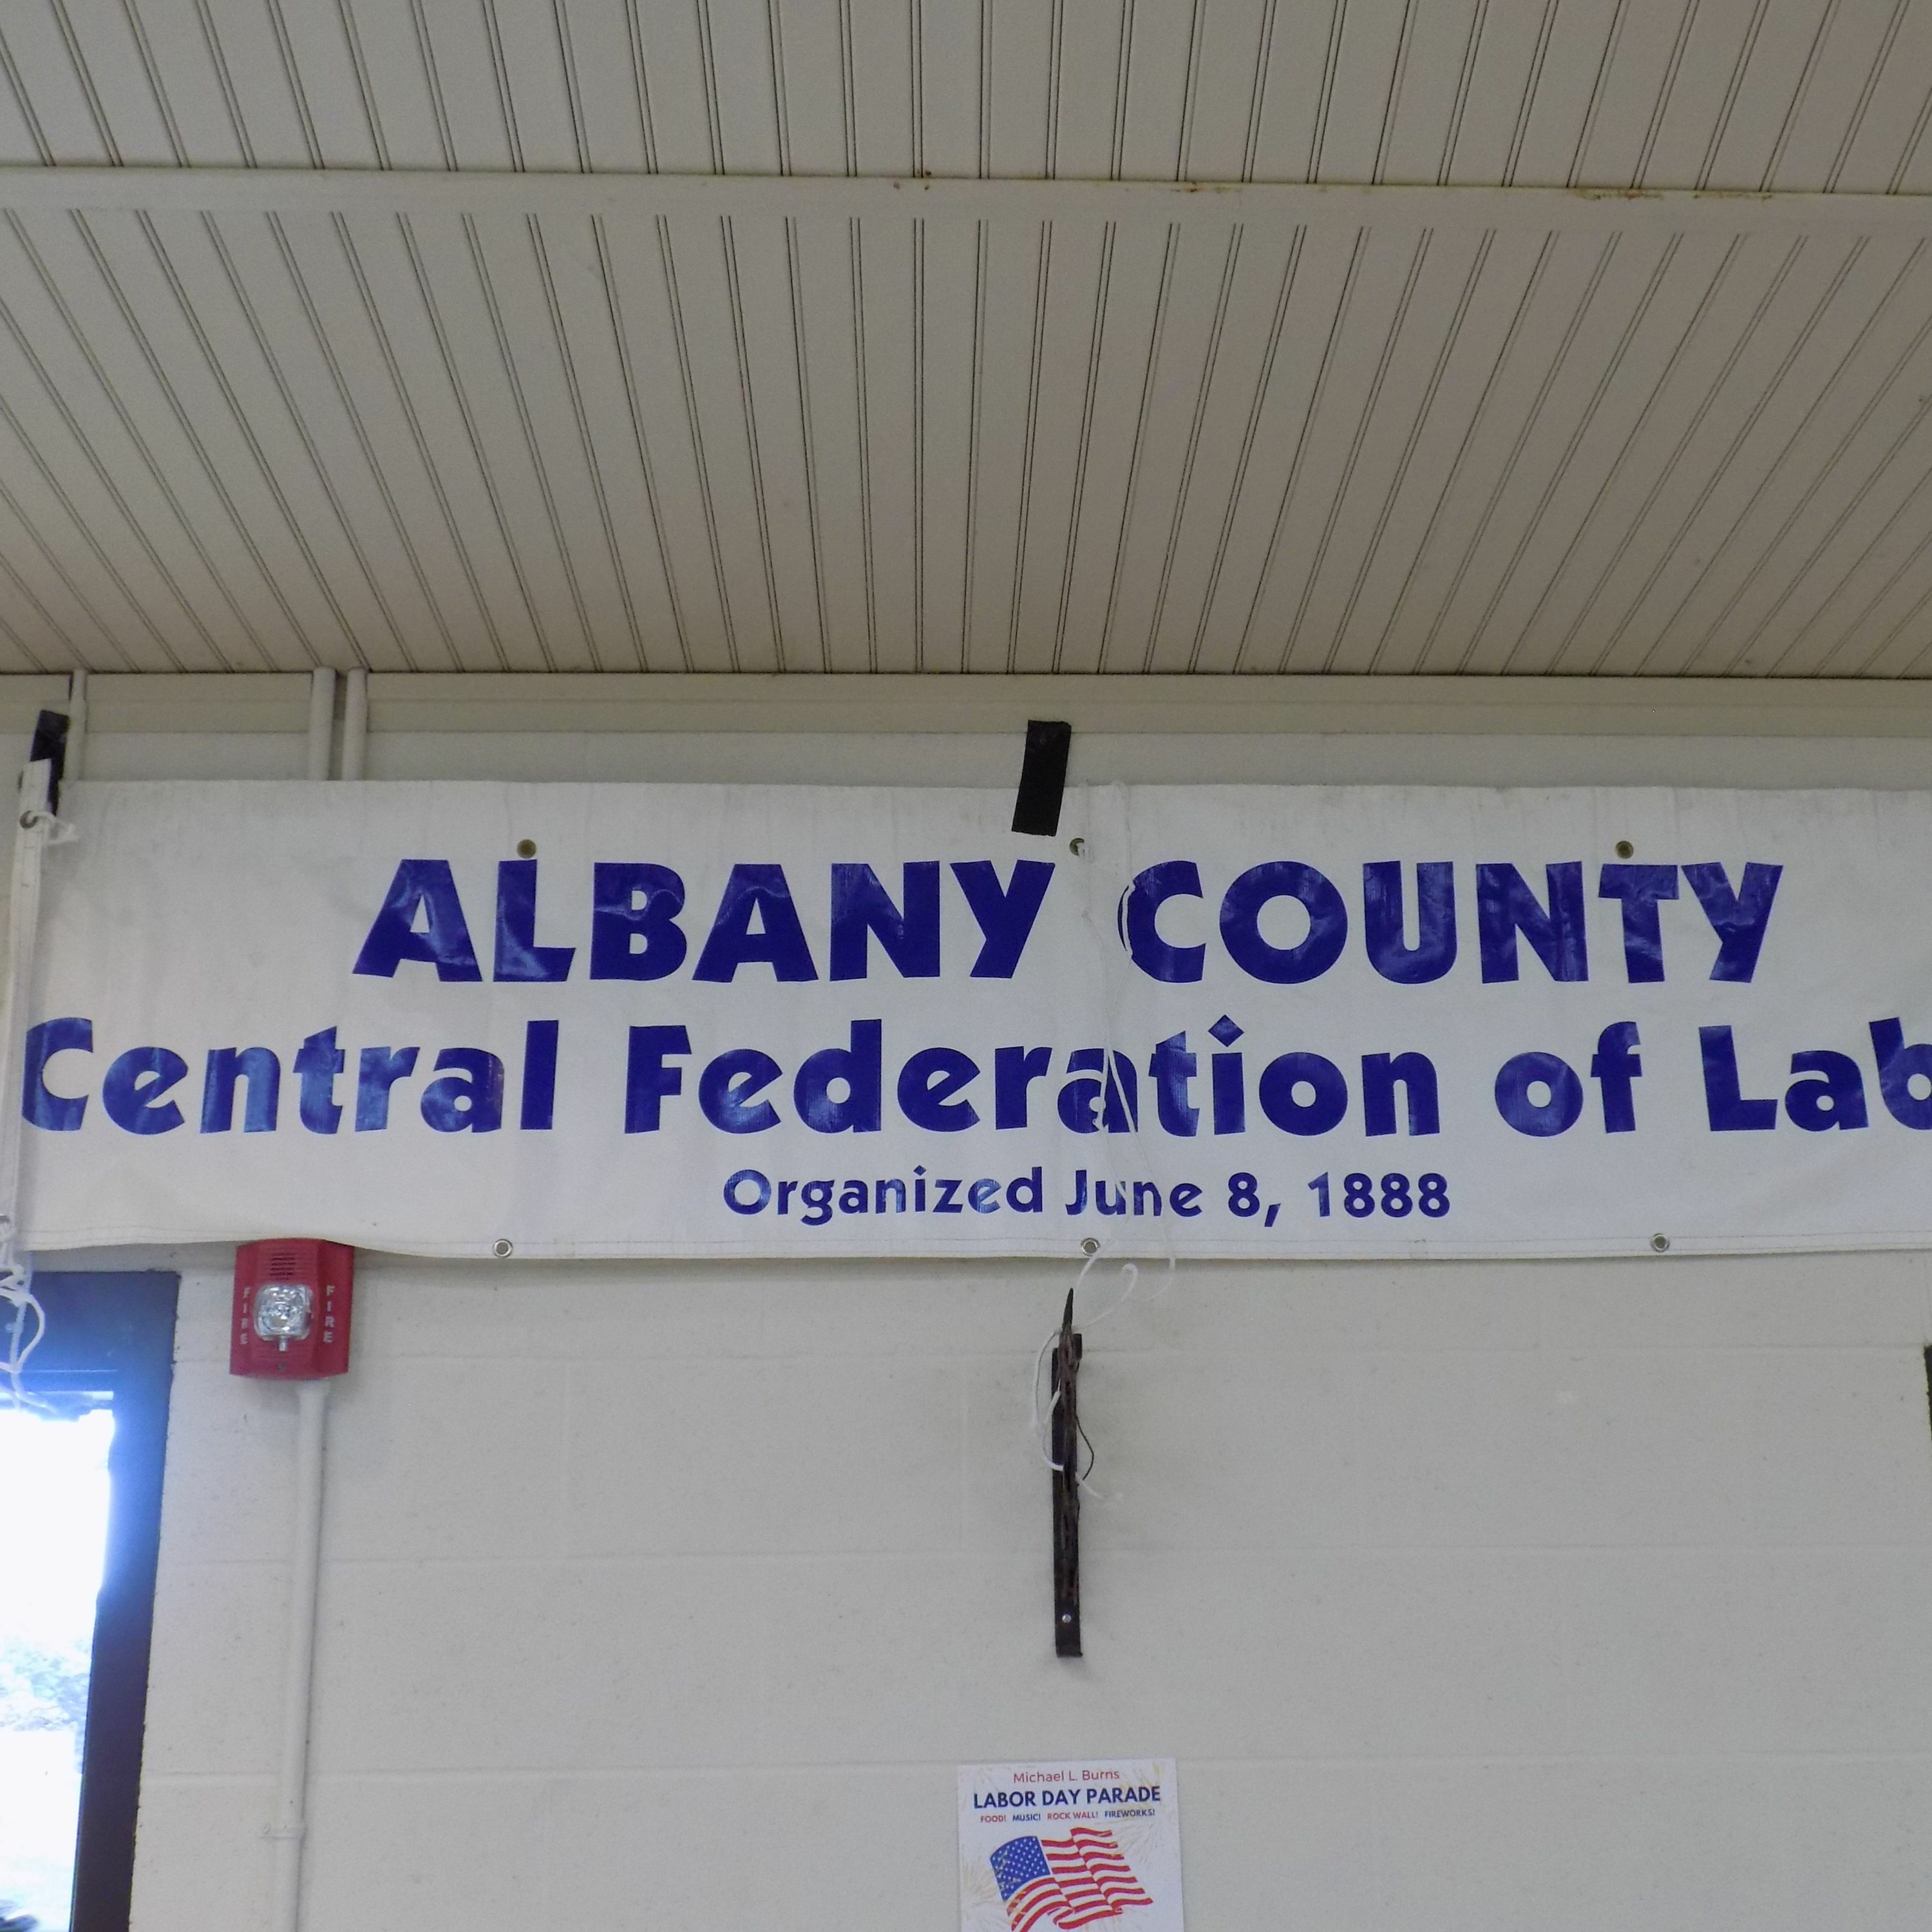 ALBANY COUNTY
Central Federation of Lab
Organized June 8, 1888
FIRE
FIRE
Michael L. Burns
LABOR DAY PARADE
FOOD! MUSIC! ROCK WALL! FIREWORKS!